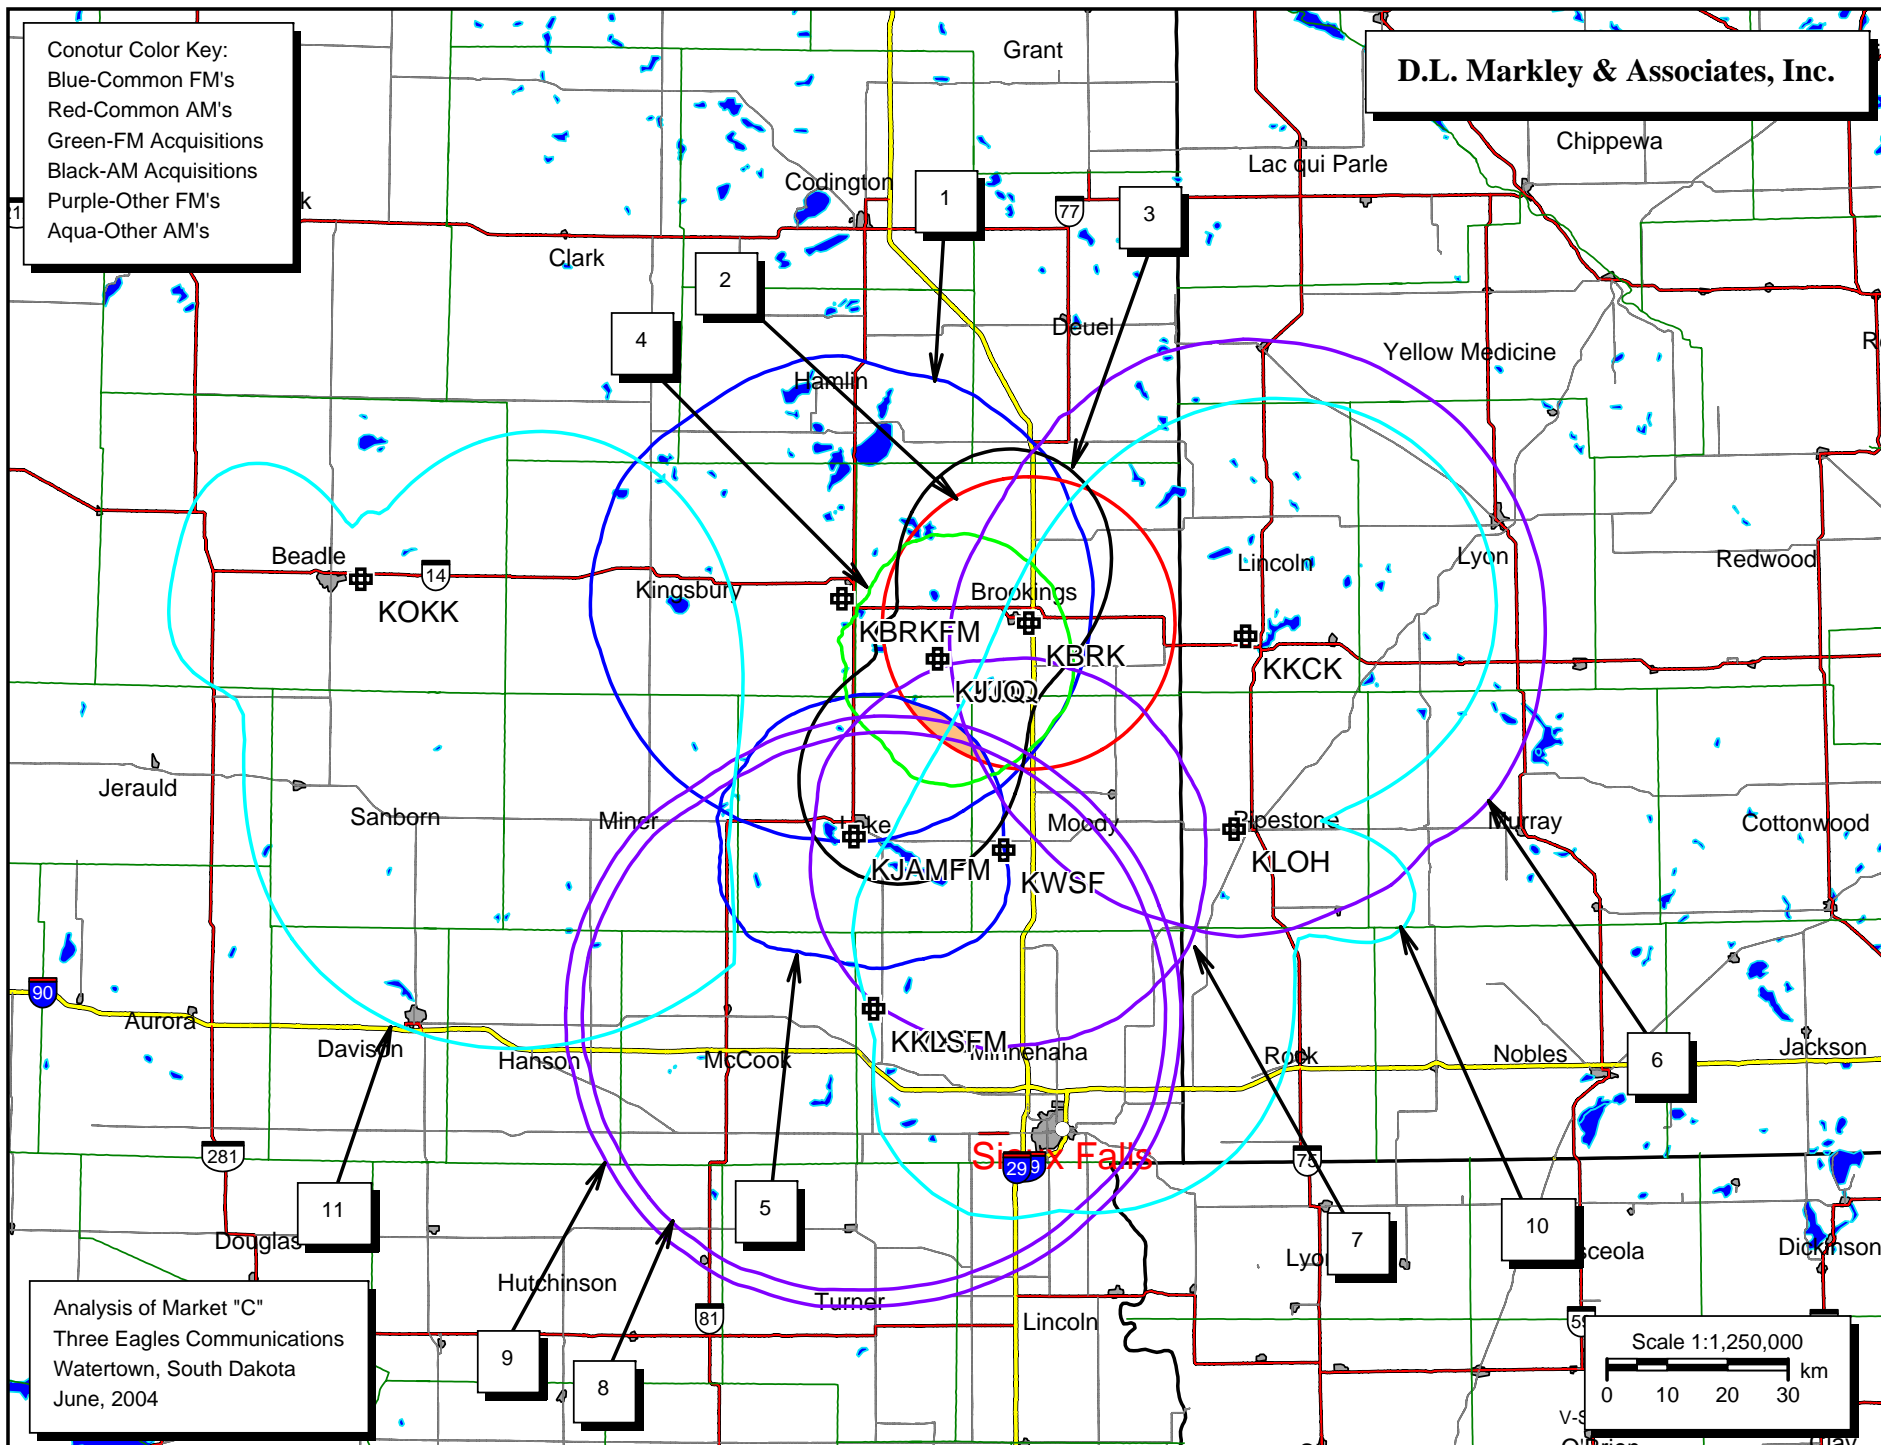 Conotur Color Key:
Blue-Common FM's
Red-Common AM's
Green-FM Acquisitions
Black-AM Acquisitions
Purple-Other FM's
Aqua-Other AM's
D.L. Markley & Associates, Inc.
Grant
Chippewa
Lac qui Parle
Codington
1
77
3
k
Clark
2
4
Deuel
Yellow Medicine
Hamlin
Beadle
14
KOKK
Kingsbury
Brookings
Lincoln
Lyon
Redwood
KBRKFM
KBRK
KKCK
KJJQ
Jerauld
Sanborn
Miner
Moody
Pipestone
Murray
Cottonwood
KJAMFM
KWSF
KLOH
90
Aurora
Davison
Hanson
McCook
Minnehaha
Rock
Nobles
Jackson
6
Sioux Falls
29
281
75
11
5
7
10
Douglas
Hutchinson
Turner
Lincoln
Dickinson
81
9
8
Analysis of Market "C"
Three Eagles Communications
Watertown, South Dakota
June, 2004
Scale 1:1,250,000
km
0 10 20 30